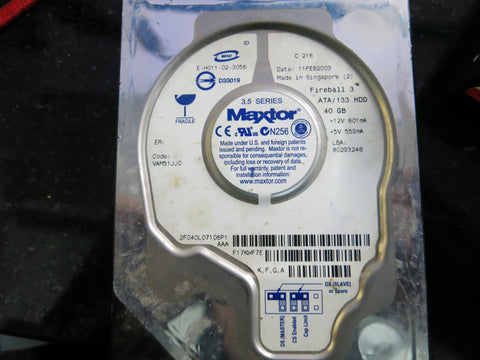 ID
MIC
E-H011-02-3056
D33019
FRAGILE
C 216
Date: 11FEB2003
Made in Singapore (2)
Fireball 3
ATA/133 HDD
40 GB
+12V 601mA
+5V 559mA
LBA:
80293248
3.5 SERIES
Maxtor
CE N256
Made under U.S. and foreign patents
issued and pending. Maxtor is not re-
sponsible for consequential damages,
including loss or recovery of data.
For full warranty, patent and
installation information:
www.maxtor.com
ER:
Code:
VAM51JJ0
2F040L07106P1
AAA
F17KWF7E
K,F,G,A
DS (SLAVE)
or Spare
DS (MASTER)
CS Enabled
Cap Limit